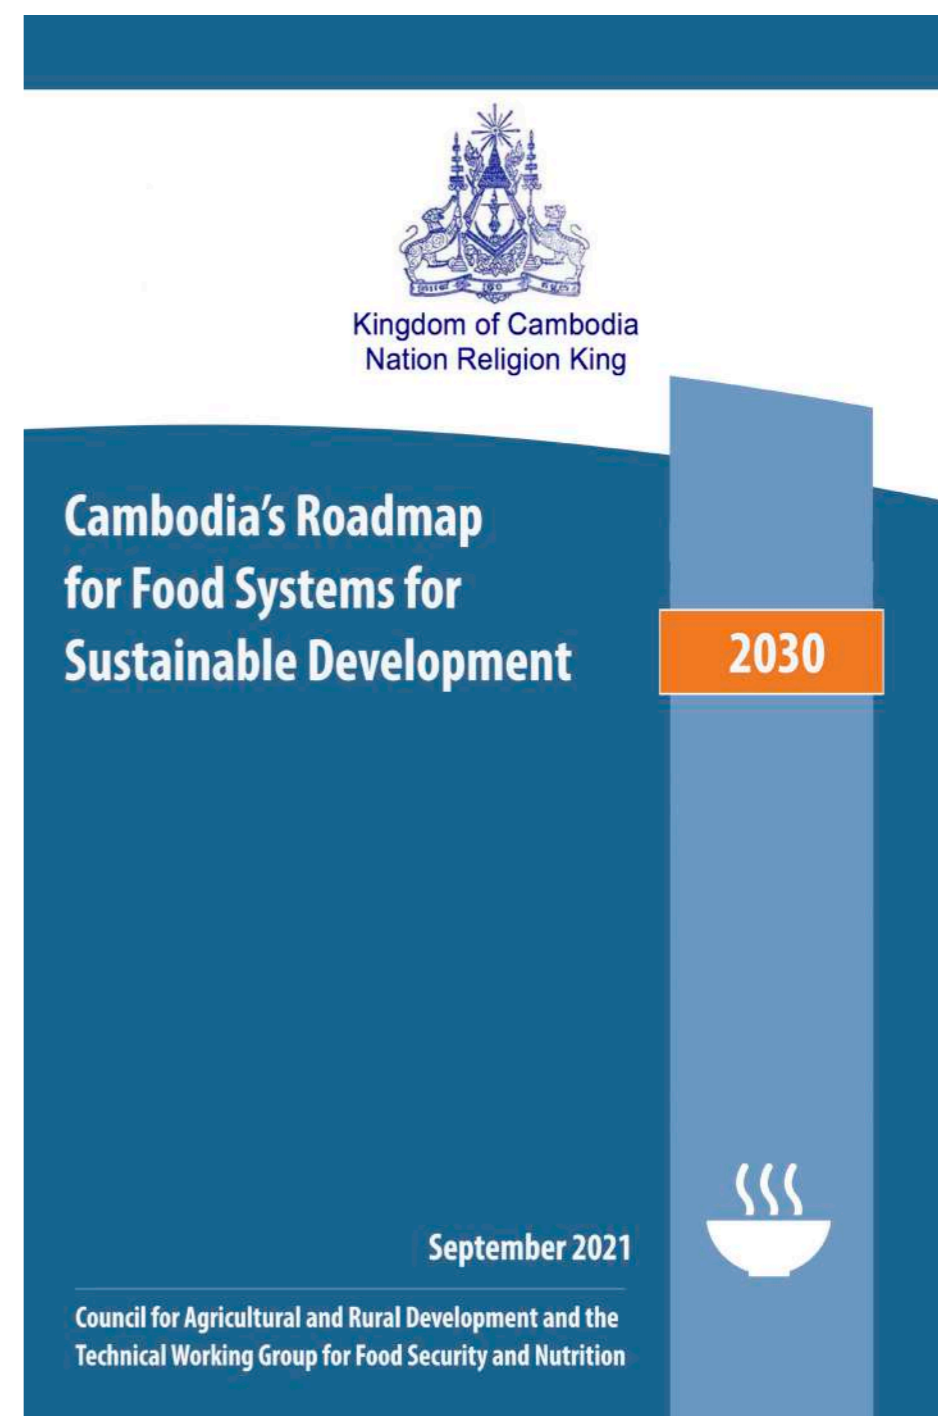 Kingdom of Cambodia
Nation Religion King
Cambodia's Roadmap
for Food Systems for
Sustainable Development
2030
September 2021
Council for Agricultural and Rural Development and the
Technical Working Group for Food Security and Nutrition